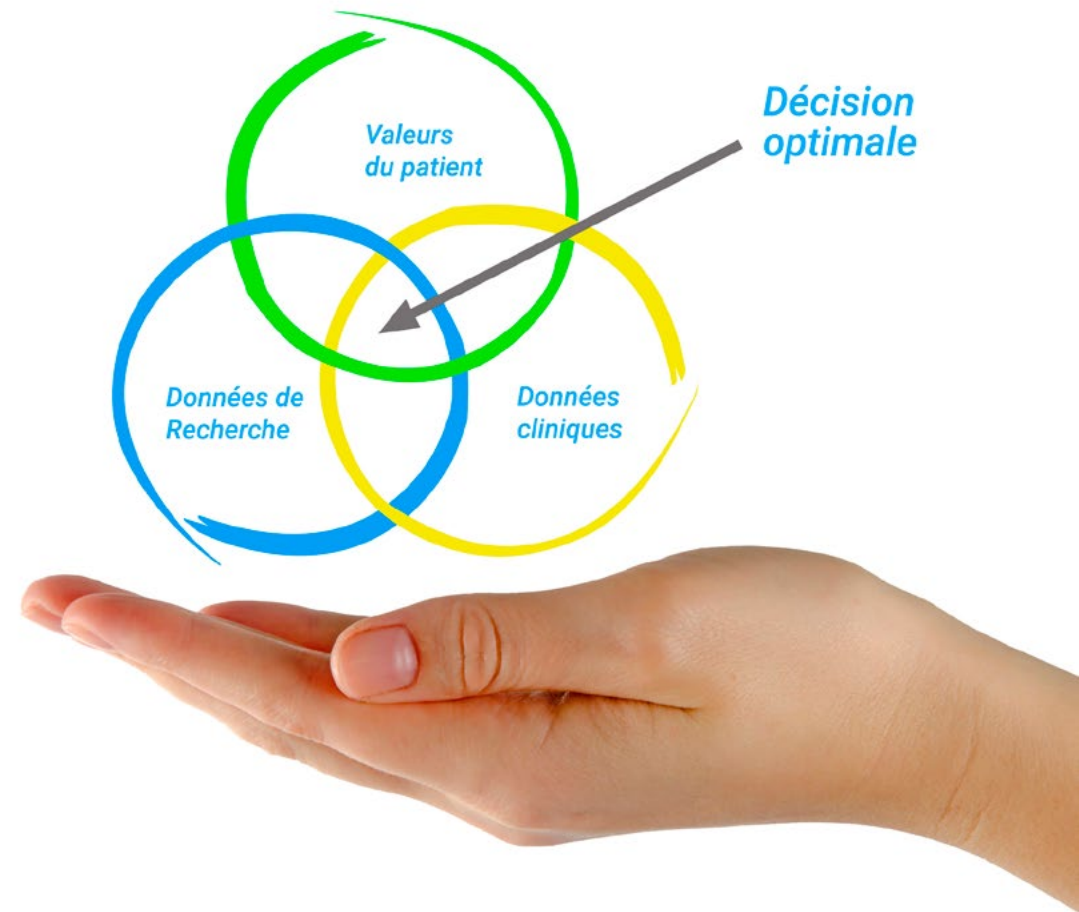 Valeurs
du patient
Décision
optimale
Données de
Recherche
Données
cliniques